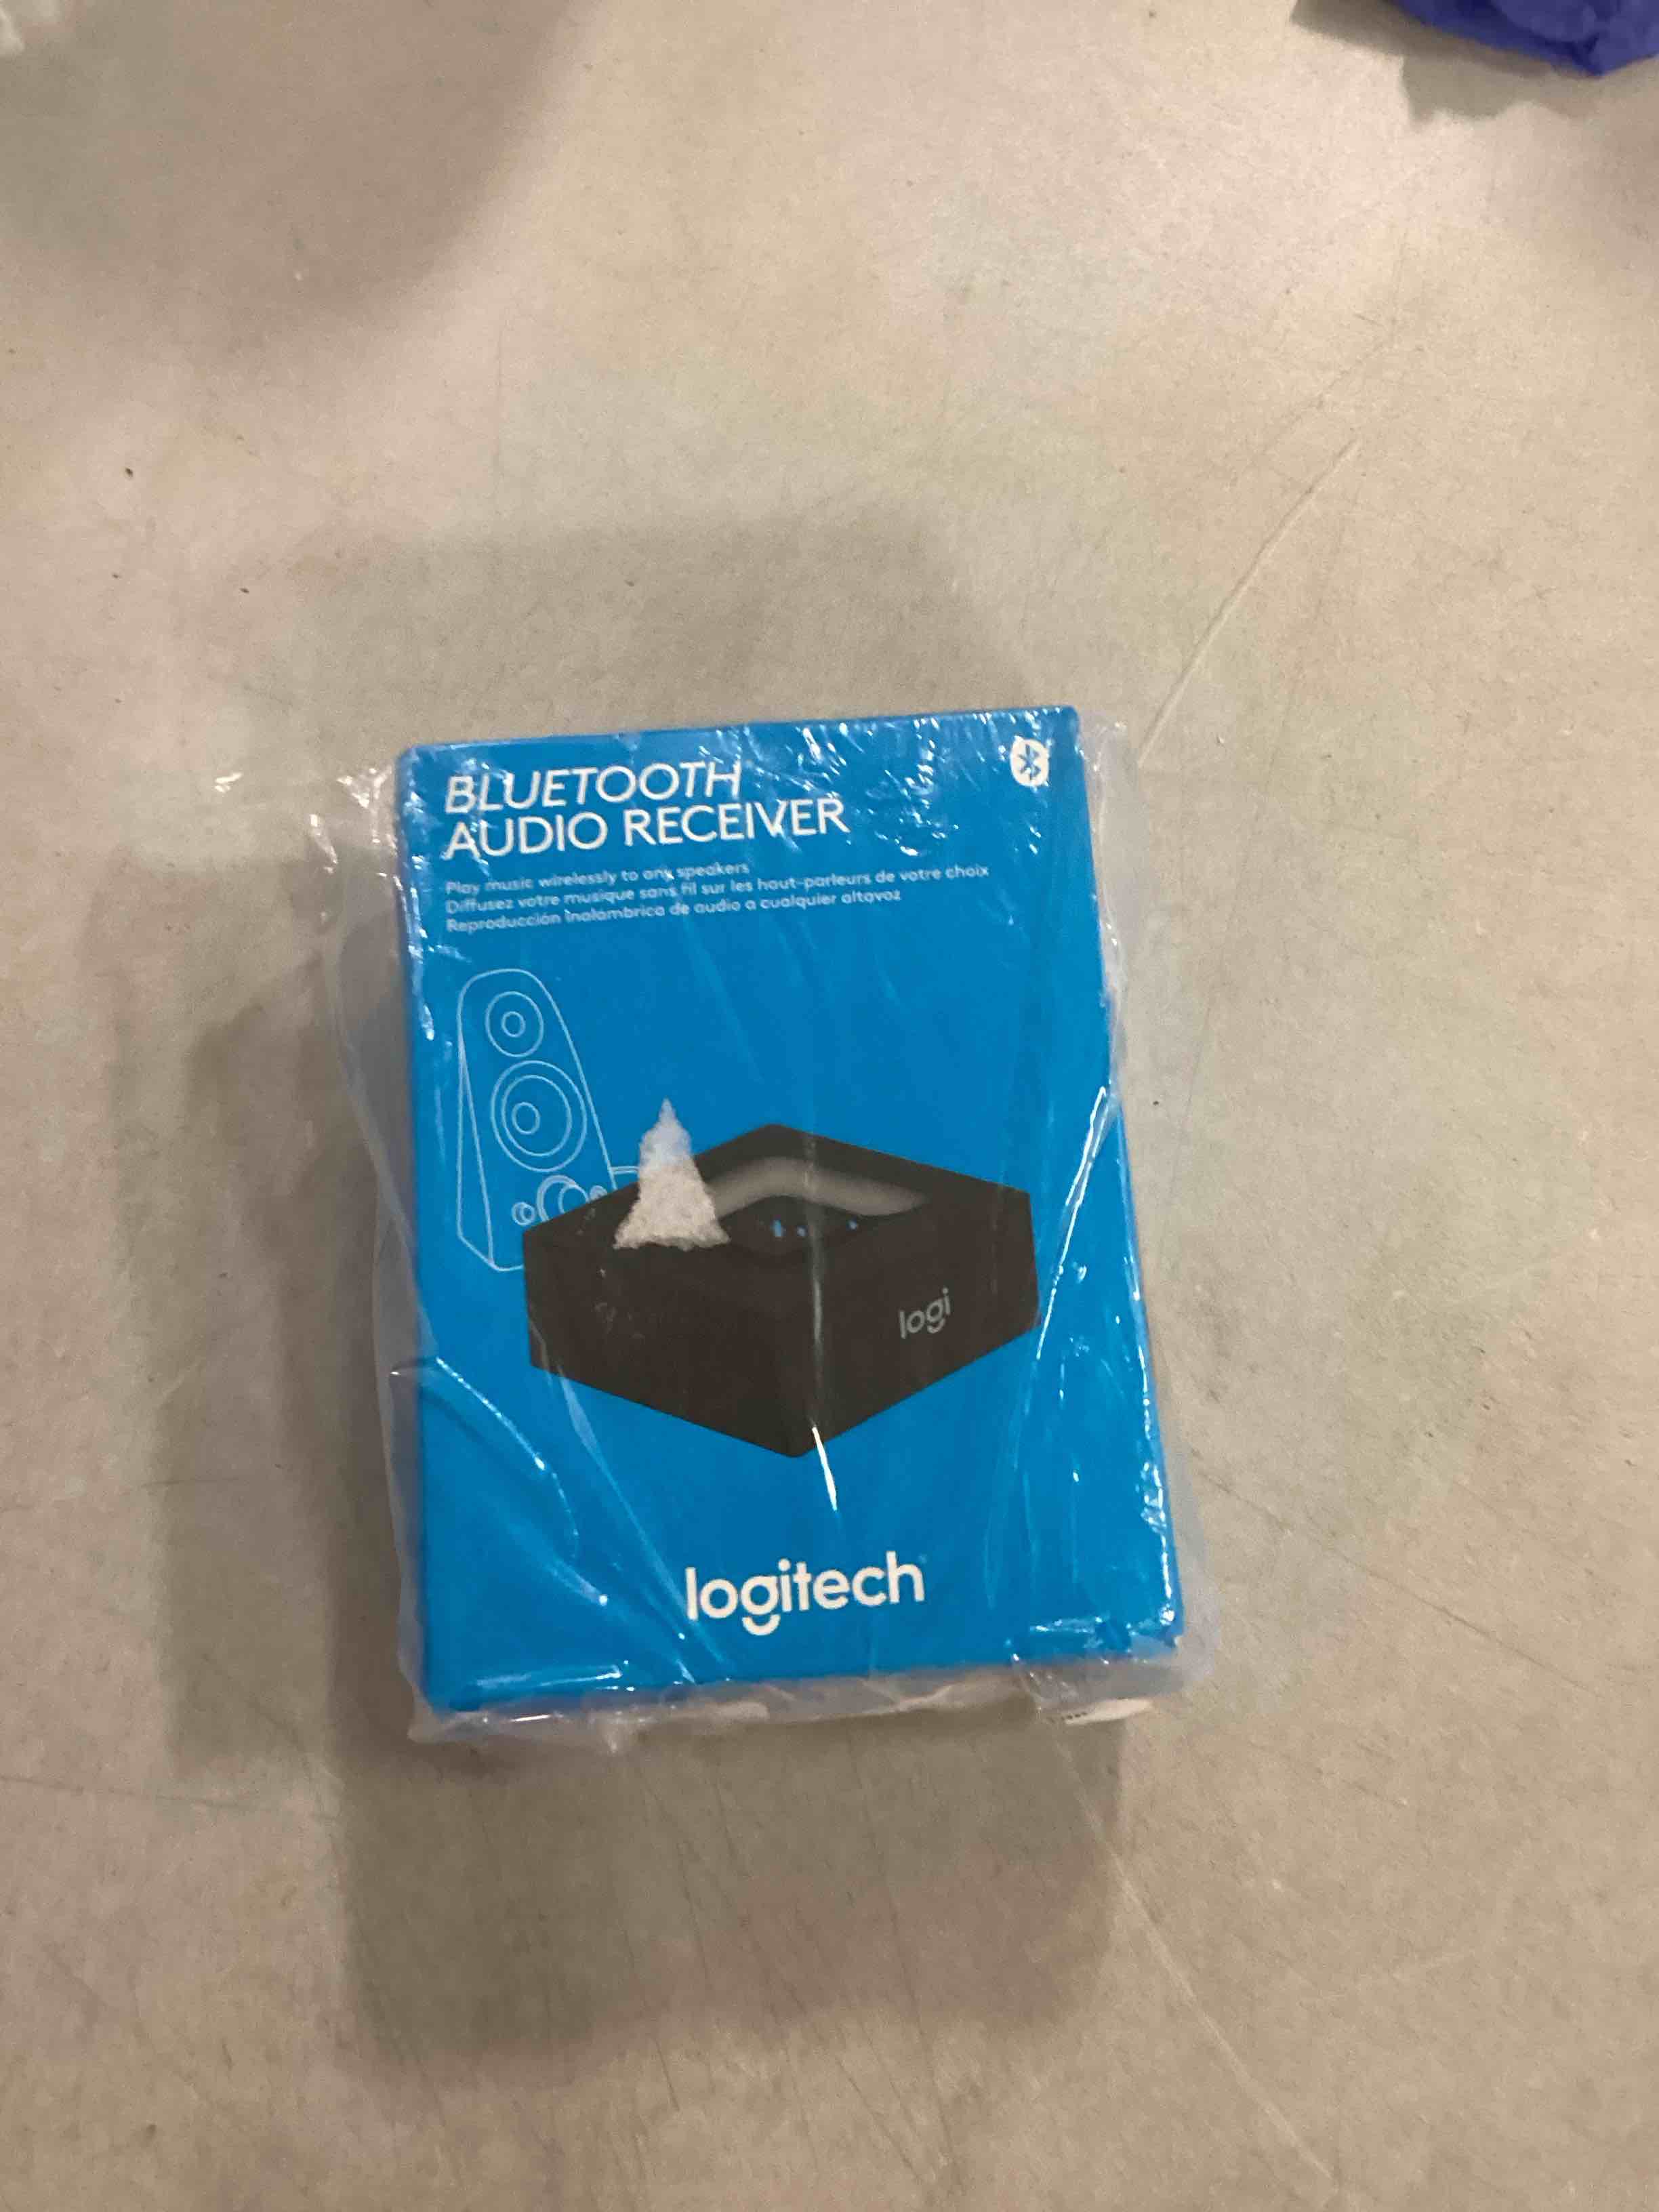 BLUETOOTH
AUDIO RECEIVER
Play music wirelessly to any speakers
Diffusez votre musique sans fil sur les haut-parleurs de votre choix
Reproducción inalámbrica de audio a cualquier altavoz
logi
logitech